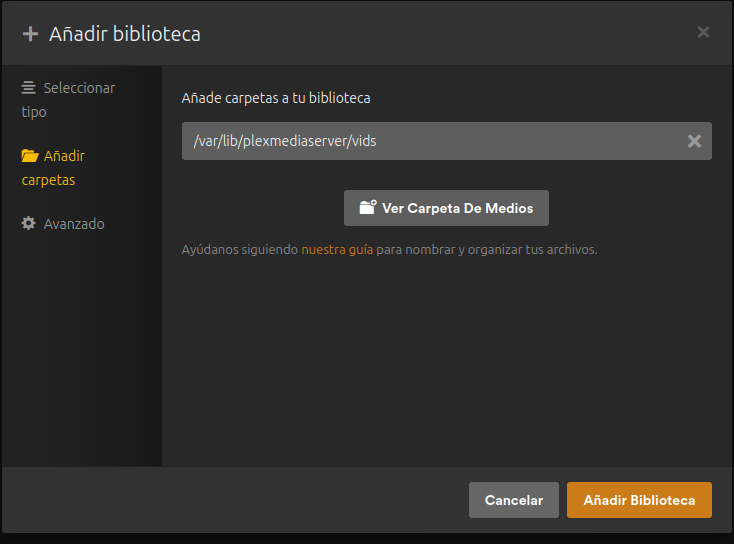 Añadir biblioteca
Seleccionar
tipo
Añadir
carpetas
Avanzado
Añade carpetas a tu biblioteca
/var/lib/plexmediaserver/vids
Ver Carpeta De Medios
Ayúdanos siguiendo nuestra guía para nombrar y organizar tus archivos.
Cancelar
Añadir Biblioteca